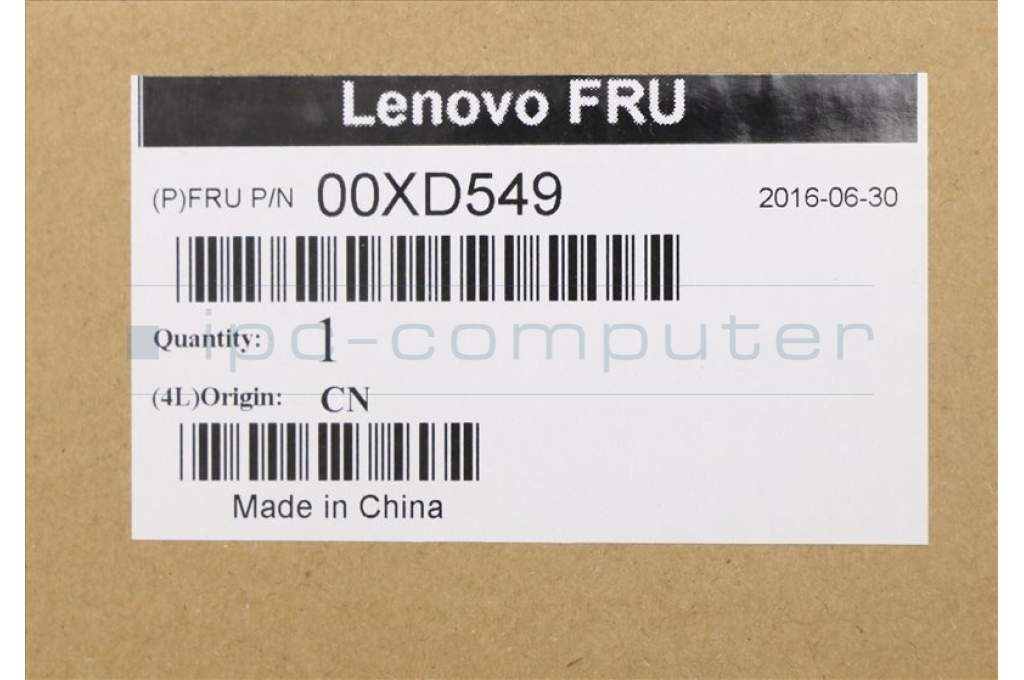 Lenovo FRU
(P)FRU P/N 00XD549 2016-06-30
ipc-computer
Quantity: 1
(4L)Origin: CN
Made in China